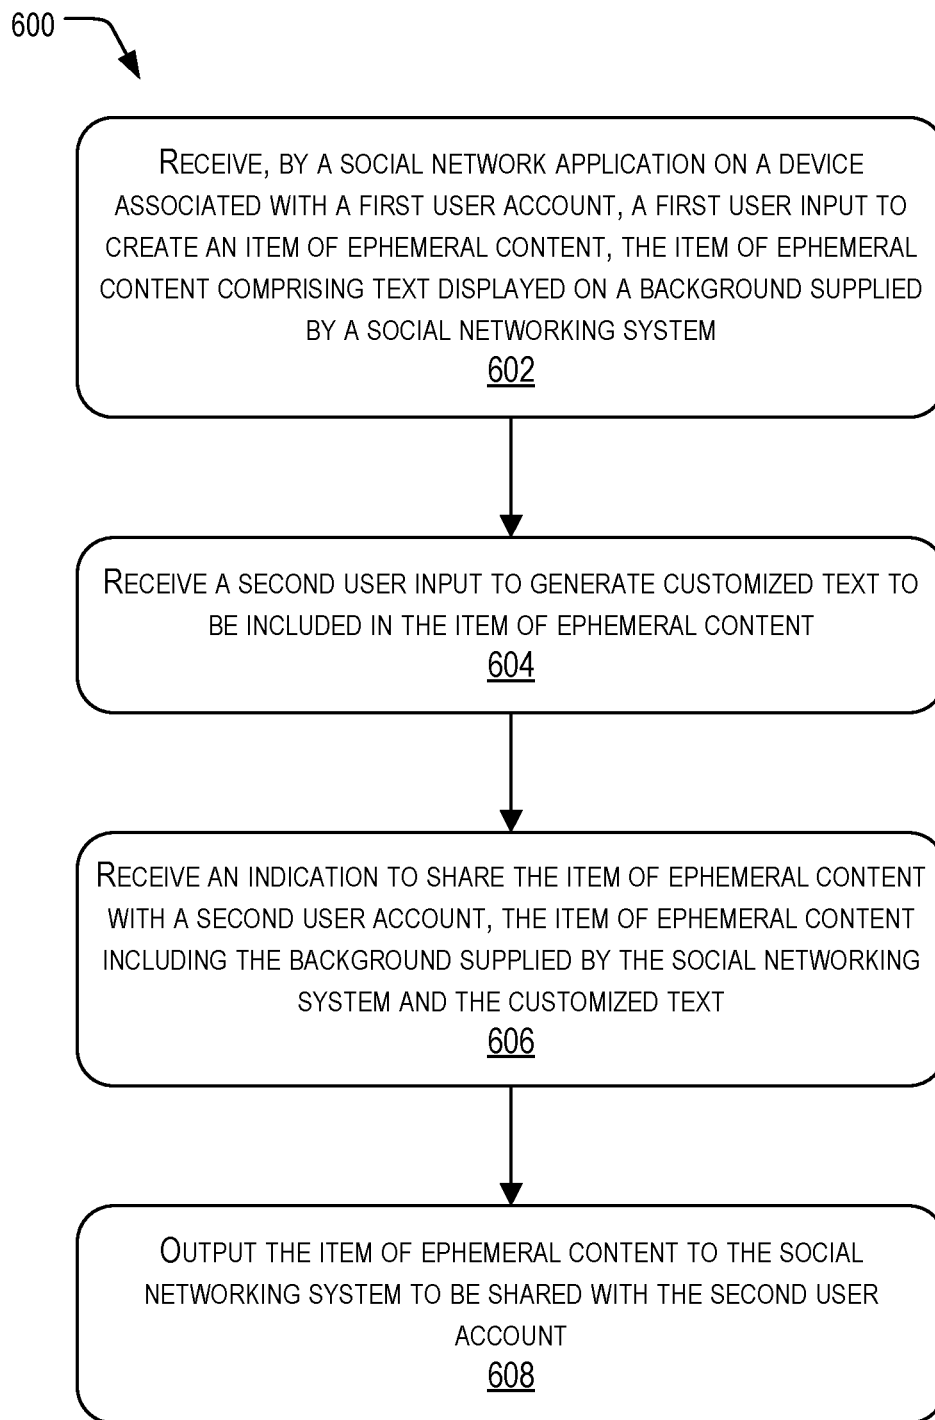 600
RECEIVE, BY A SOCIAL NETWORK APPLICATION ON A DEVICE
ASSOCIATED WITH A FIRST USER ACCOUNT, A FIRST USER INPUT TO
CREATE AN ITEM OF EPHEMERAL CONTENT, THE ITEM OF EPHEMERAL
CONTENT COMPRISING TEXT DISPLAYED ON A BACKGROUND SUPPLIED
BY A SOCIAL NETWORKING SYSTEM
602
RECEIVE A SECOND USER INPUT TO GENERATE CUSTOMIZED TEXT TO
BE INCLUDED IN THE ITEM OF EPHEMERAL CONTENT
604
RECEIVE AN INDICATION TO SHARE THE ITEM OF EPHEMERAL CONTENT
WITH A SECOND USER ACCOUNT, THE ITEM OF EPHEMERAL CONTENT
INCLUDING THE BACKGROUND SUPPLIED BY THE SOCIAL NETWORKING
SYSTEM AND THE CUSTOMIZED TEXT
606
OUTPUT THE ITEM OF EPHEMERAL CONTENT TO THE SOCIAL
NETWORKING SYSTEM TO BE SHARED WITH THE SECOND USER
ACCOUNT
608